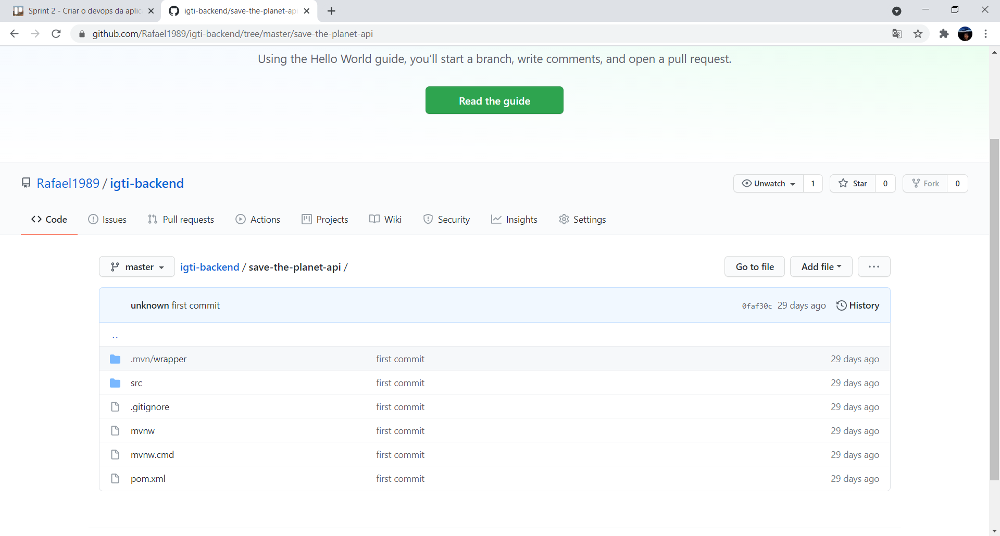 Sprint 2 - Criar o devops da aplic
igti-backend/save-the-planet-ap
github.com/Rafael1989/igti-backend/tree/master/save-the-planet-api
Using the Hello World guide, you’ll start a branch, write comments, and open a pull request.
Read the guide
Rafael1989 / igti-backend
Unwatch 1 Star 0 Fork 0
Code Issues Pull requests Actions Projects Wiki Security Insights Settings
master igti-backend / save-the-planet-api / Go to file Add file ...
unknown first commit 0faf30c 29 days ago History
..
.mvn/wrapper first commit 29 days ago
src first commit 29 days ago
.gitignore first commit 29 days ago
mvnw first commit 29 days ago
mvnw.cmd first commit 29 days ago
pom.xml first commit 29 days ago